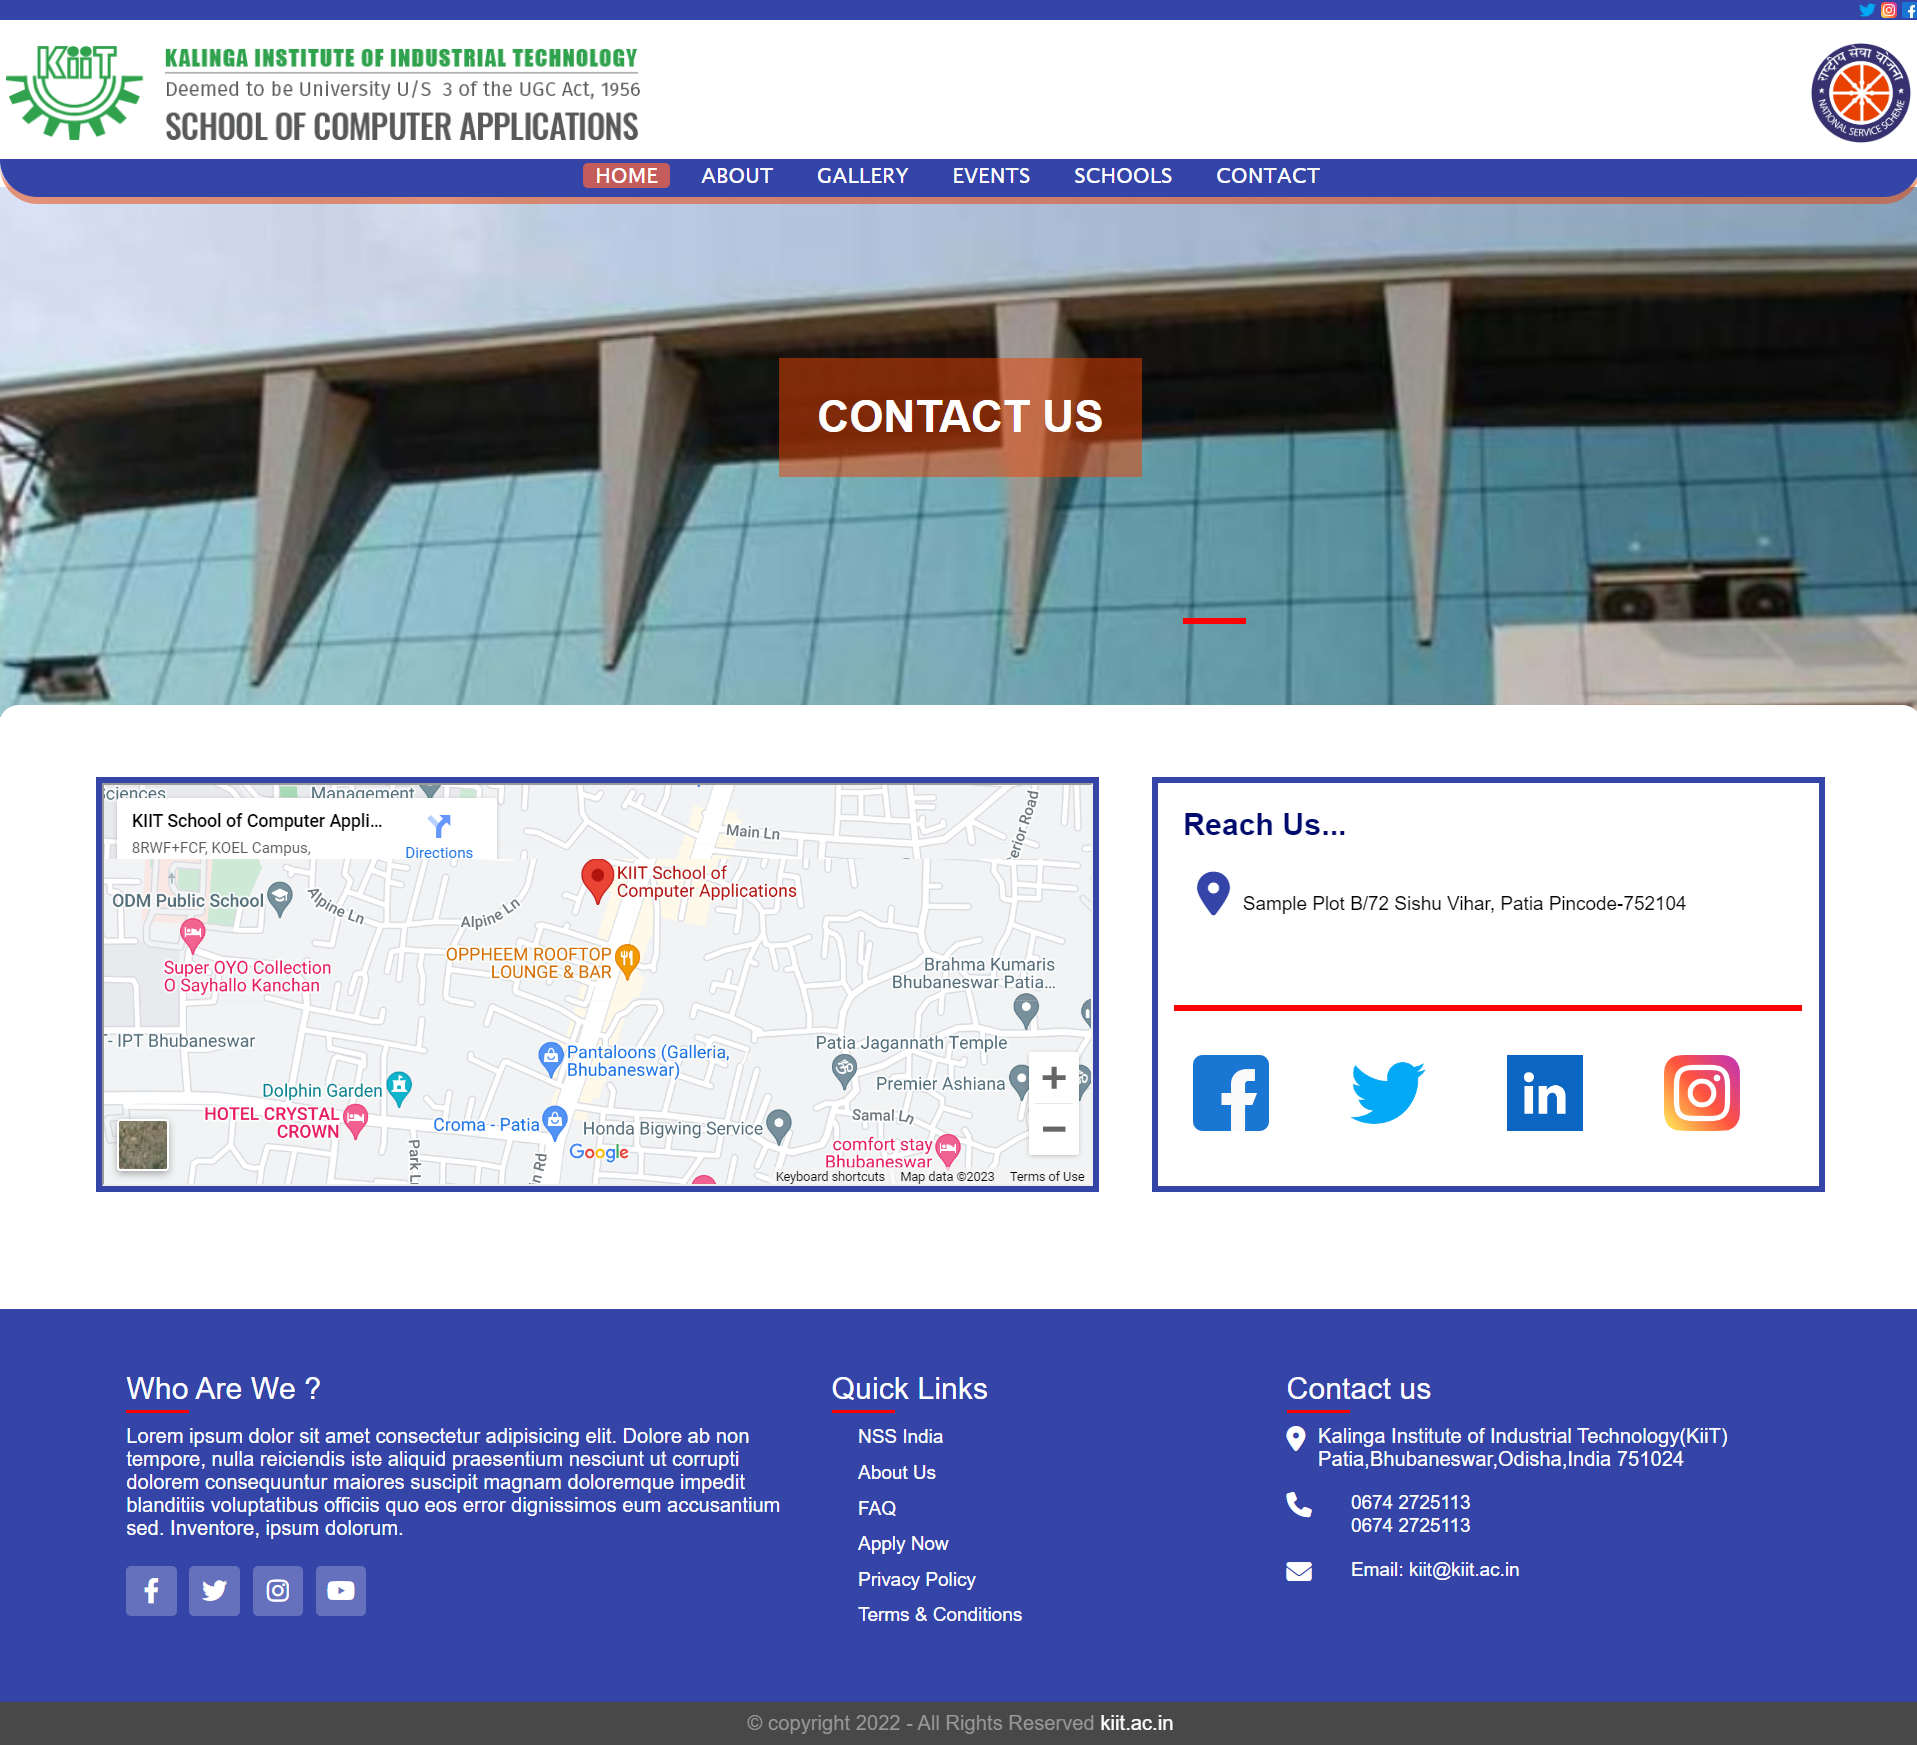 KiiT
KALINGA INSTITUTE OF INDUSTRIAL TECHNOLOGY
Deemed to be University U/S 3 of the UGC Act, 1956
SCHOOL OF COMPUTER APPLICATIONS
राष्ट्रीय सेवा योजना
NATIONAL SERVICE SCHEME
HOME ABOUT GALLERY EVENTS SCHOOLS CONTACT
CONTACT US
ciences
Management
KIIT School of Computer Appli...
8RWF+FCF, KOEL Campus,
Directions
Main Ln
erior Road
KIIT School of
Computer Applications
ODM Public School
Alpine Ln
Alpine Ln
Super OYO Collection
O Sayhallo Kanchan
OPPHEEM ROOFTOP
LOUNGE & BAR
Brahma Kumaris
Bhubaneswar Patia...
- IPT Bhubaneswar
Pantaloons (Galleria,
Bhubaneswar)
Patia Jagannath Temple
Dolphin Garden
Premier Ashiana
HOTEL CRYSTAL
CROWN
Croma - Patia
Honda Bigwing Service
Samal Ln
comfort stay
Bhubaneswar
Park L
in Rd
Google
Keyboard shortcuts Map data ©2023 Terms of Use
Reach Us...
Sample Plot B/72 Sishu Vihar, Patia Pincode-752104
in
Who Are We ?
Lorem ipsum dolor sit amet consectetur adipisicing elit. Dolore ab non
tempore, nulla reiciendis iste aliquid praesentium nesciunt ut corrupti
dolorem consequuntur maiores suscipit magnam doloremque impedit
blanditiis voluptatibus officiis quo eos error dignissimos eum accusantium
sed. Inventore, ipsum dolorum.
Quick Links
NSS India
About Us
FAQ
Apply Now
Privacy Policy
Terms & Conditions
Contact us
Kalinga Institute of Industrial Technology(KiiT)
Patia,Bhubaneswar,Odisha,India 751024
0674 2725113
0674 2725113
Email: kiit@kiit.ac.in
© copyright 2022 - All Rights Reserved kiit.ac.in